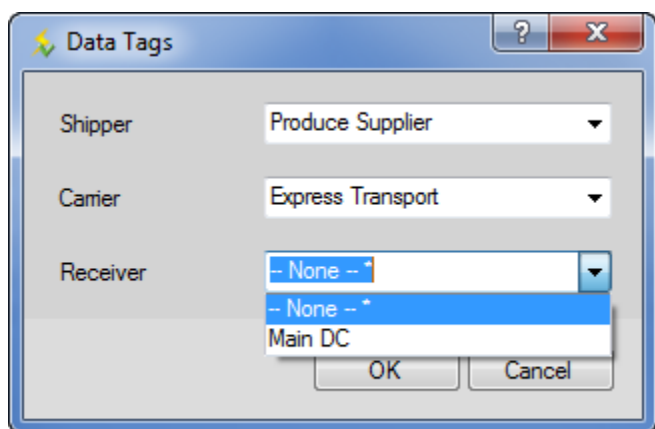 Data Tags
?
Shipper Produce Supplier
Carrier Express Transport
Receiver -- None -- *
-- None -- *
Main DC
OK Cancel